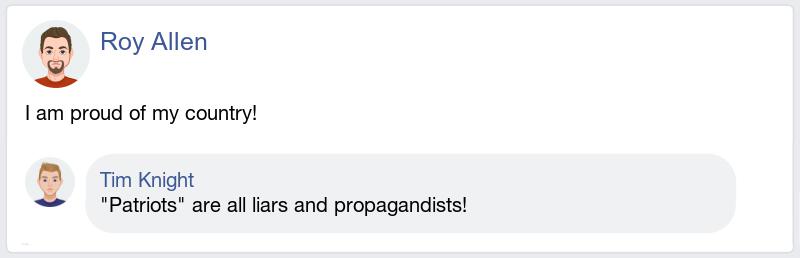 Roy Allen
I am proud of my country!
Tim Knight
"Patriots" are all liars and propagandists!